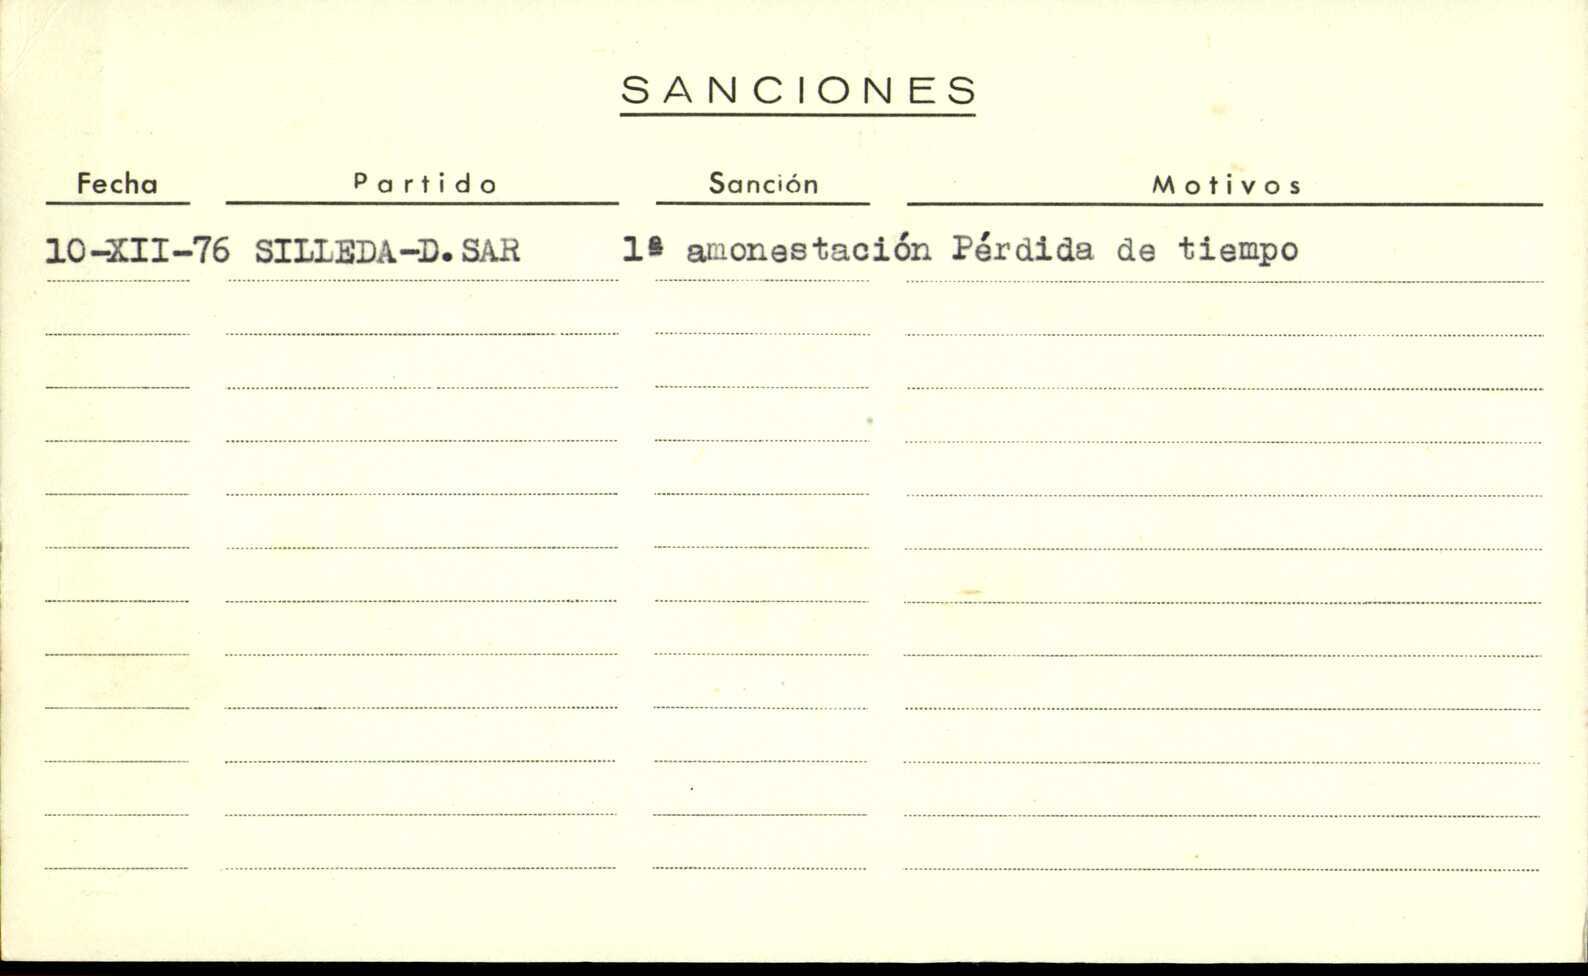 SANCIONES
Fecha Partido Sanción Motivos
10-XII-76 SILLEDA-D.SAR 1ª amonestación Pérdida de tiempo